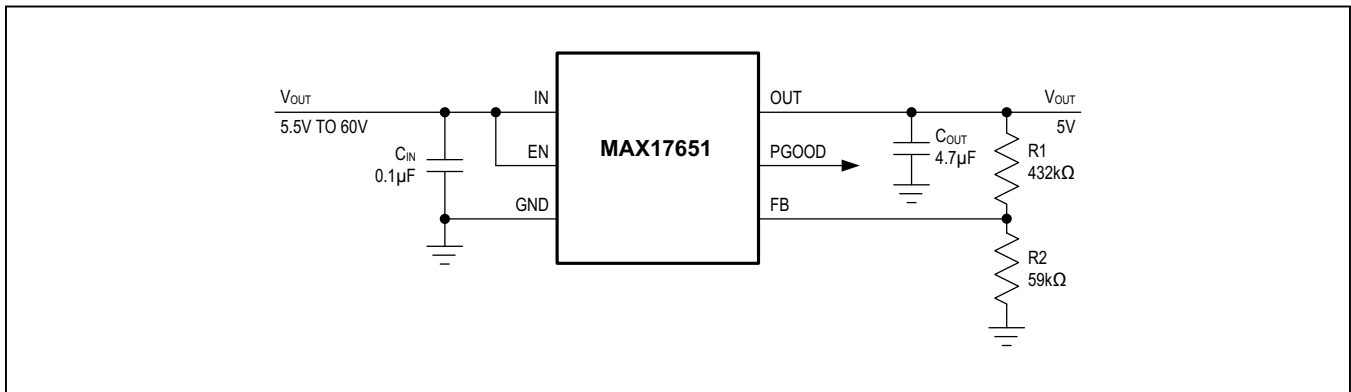 VOUT
5.5V TO 60V
CIN
0.1µF
IN
EN
GND
MAX17651
OUT
PGOOD
FB
COUT
4.7µF
VOUT
5V
R1
432kΩ
R2
59kΩ